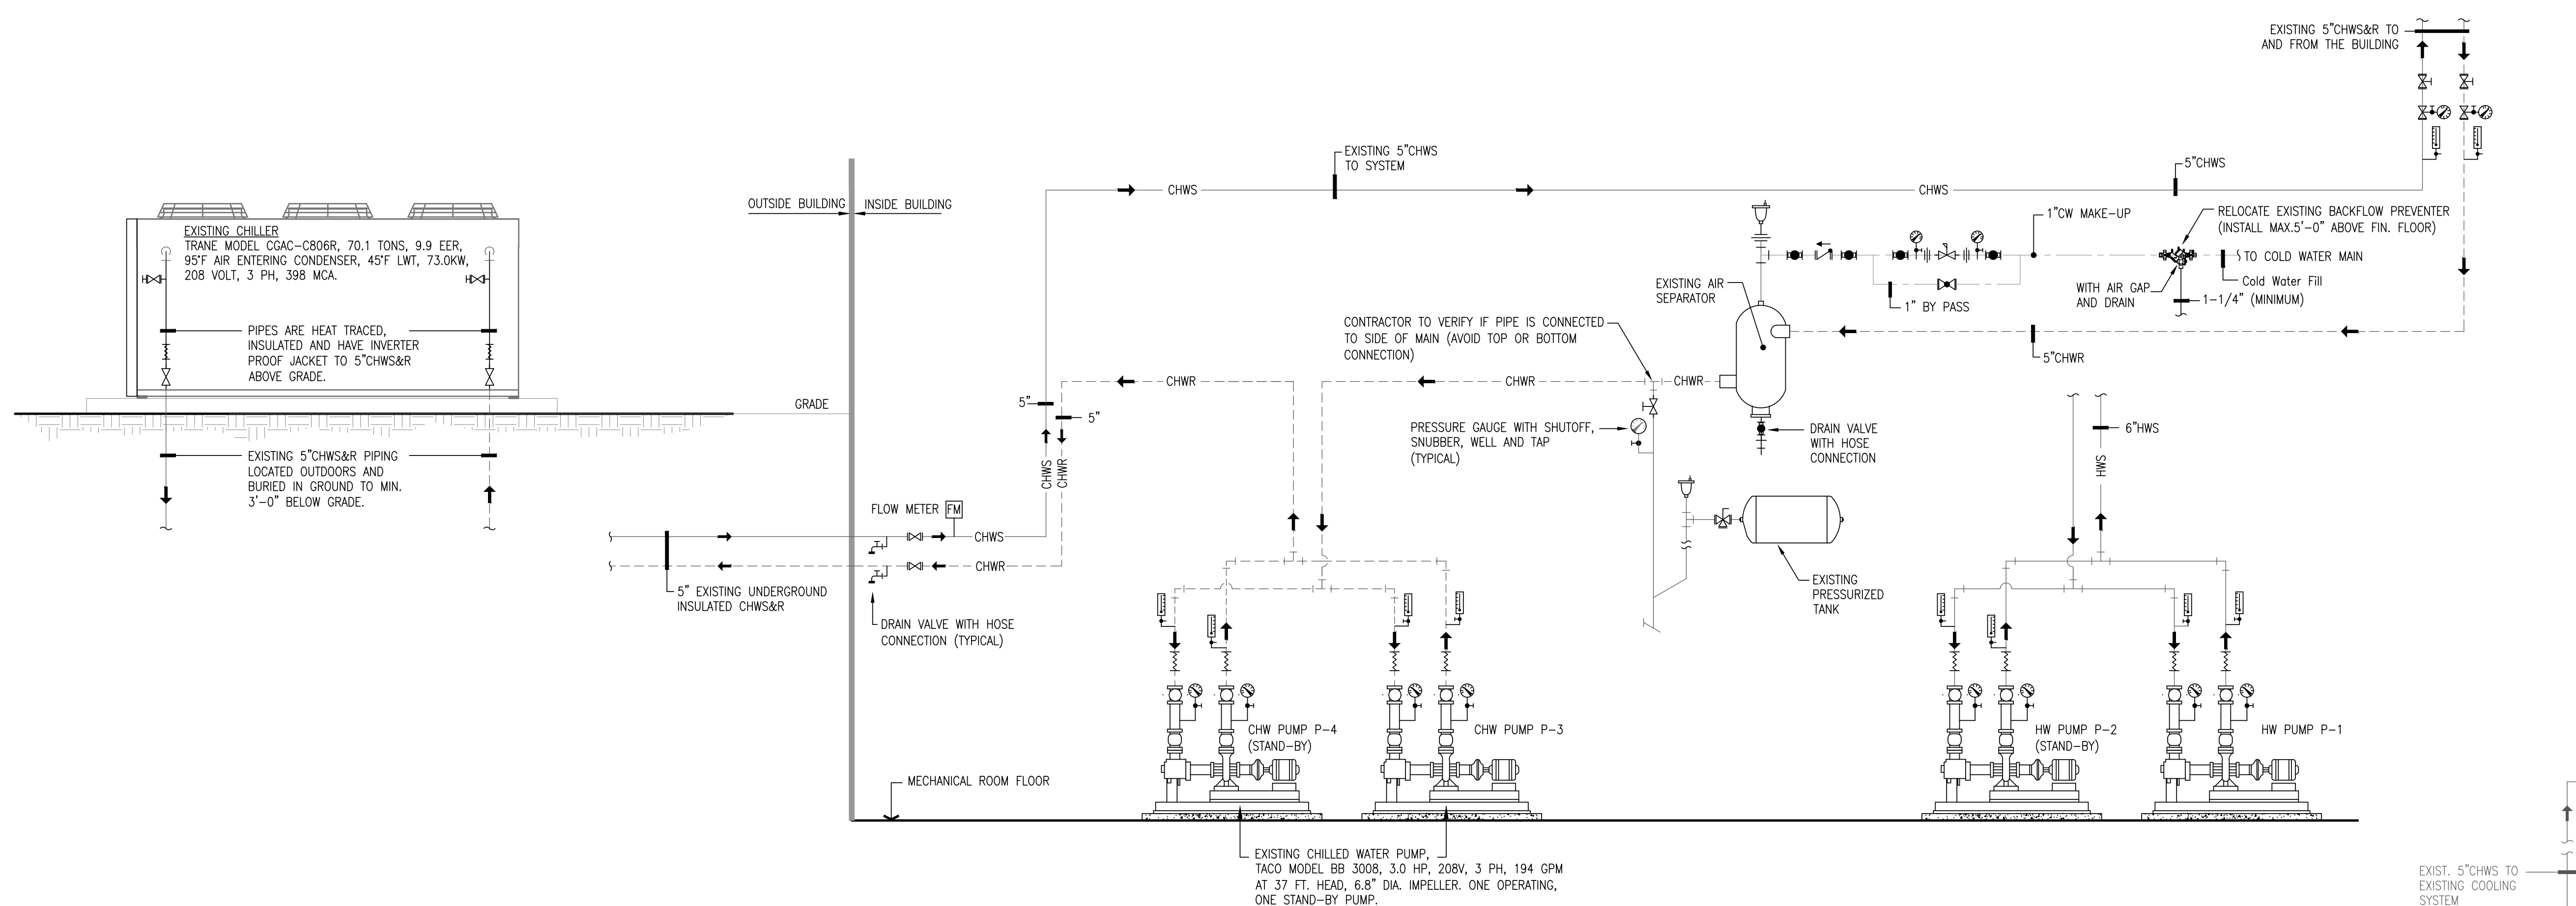 EXISTING 5"CHWS&R TO
AND FROM THE BUILDING
EXISTING 5"CHWS
TO SYSTEM
5"CHWS
CHWS
CHWS
OUTSIDE BUILDING
INSIDE BUILDING
EXISTING CHILLER
TRANE MODEL CGAC-C806R, 70.1 TONS, 9.9 EER,
95°F AIR ENTERING CONDENSER, 45°F LWT, 73.0KW,
208 VOLT, 3 PH, 398 MCA.
PIPES ARE HEAT TRACED,
INSULATED AND HAVE INVERTER
PROOF JACKET TO 5"CHWS&R
ABOVE GRADE.
GRADE
EXISTING 5"CHWS&R PIPING
LOCATED OUTDOORS AND
BURIED IN GROUND TO MIN.
3'-0" BELOW GRADE.
1"CW MAKE-UP
RELOCATE EXISTING BACKFLOW PREVENTER
(INSTALL MAX.5'-0" ABOVE FIN. FLOOR)
TO COLD WATER MAIN
Cold Water Fill
WITH AIR GAP
AND DRAIN
1-1/4" (MINIMUM)
1" BY PASS
EXISTING AIR
SEPARATOR
CONTRACTOR TO VERIFY IF PIPE IS CONNECTED
TO SIDE OF MAIN (AVOID TOP OR BOTTOM
CONNECTION)
5"CHWR
CHWR
CHWR
CHWR
5"
5"
CHWS
CHWR
PRESSURE GAUGE WITH SHUTOFF,
SNUBBER, WELL AND TAP
(TYPICAL)
DRAIN VALVE
WITH HOSE
CONNECTION
6"HWS
HWS
FLOW METER
FM
CHWS
CHWR
5" EXISTING UNDERGROUND
INSULATED CHWS&R
DRAIN VALVE WITH HOSE
CONNECTION (TYPICAL)
EXISTING
PRESSURIZED
TANK
CHW PUMP P-4
(STAND-BY)
CHW PUMP P-3
HW PUMP P-2
(STAND-BY)
HW PUMP P-1
MECHANICAL ROOM FLOOR
EXISTING CHILLED WATER PUMP,
TACO MODEL BB 3008, 3.0 HP, 208V, 3 PH, 194 GPM
AT 37 FT. HEAD, 6.8" DIA. IMPELLER. ONE OPERATING,
ONE STAND-BY PUMP.
EXIST. 5"CHWS TO
EXISTING COOLING
SYSTEM